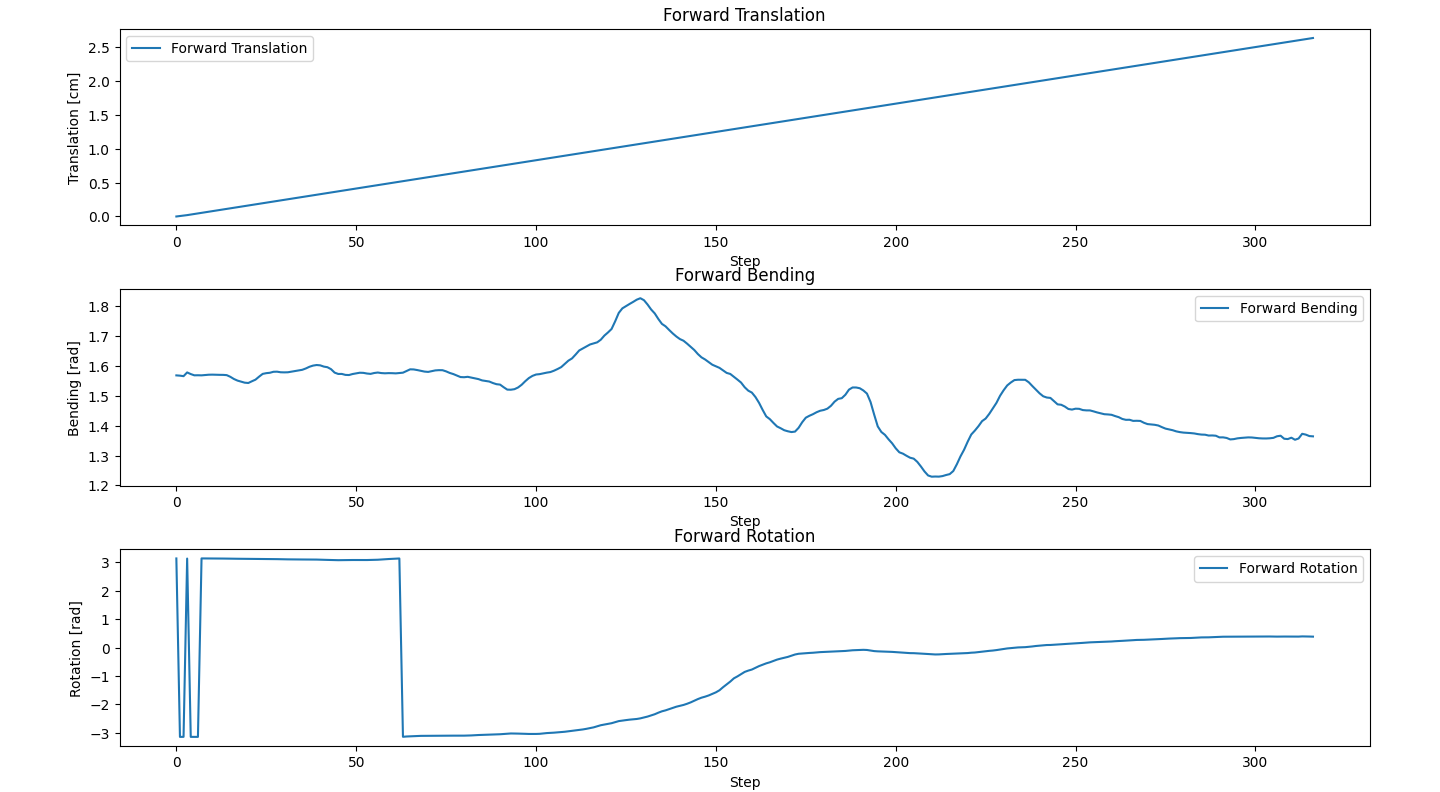 Forward Translation
Forward Translation
Translation [cm]
2.5
2.0
1.5
1.0
0.5
0.0
0 50 100 150 200 250 300
Step
Forward Bending
Forward Bending
Bending [rad]
1.8
1.7
1.6
1.5
1.4
1.3
1.2
0 50 100 150 200 250 300
Step
Forward Rotation
Forward Rotation
Rotation [rad]
3
2
1
0
−1
−2
−3
0 50 100 150 200 250 300
Step